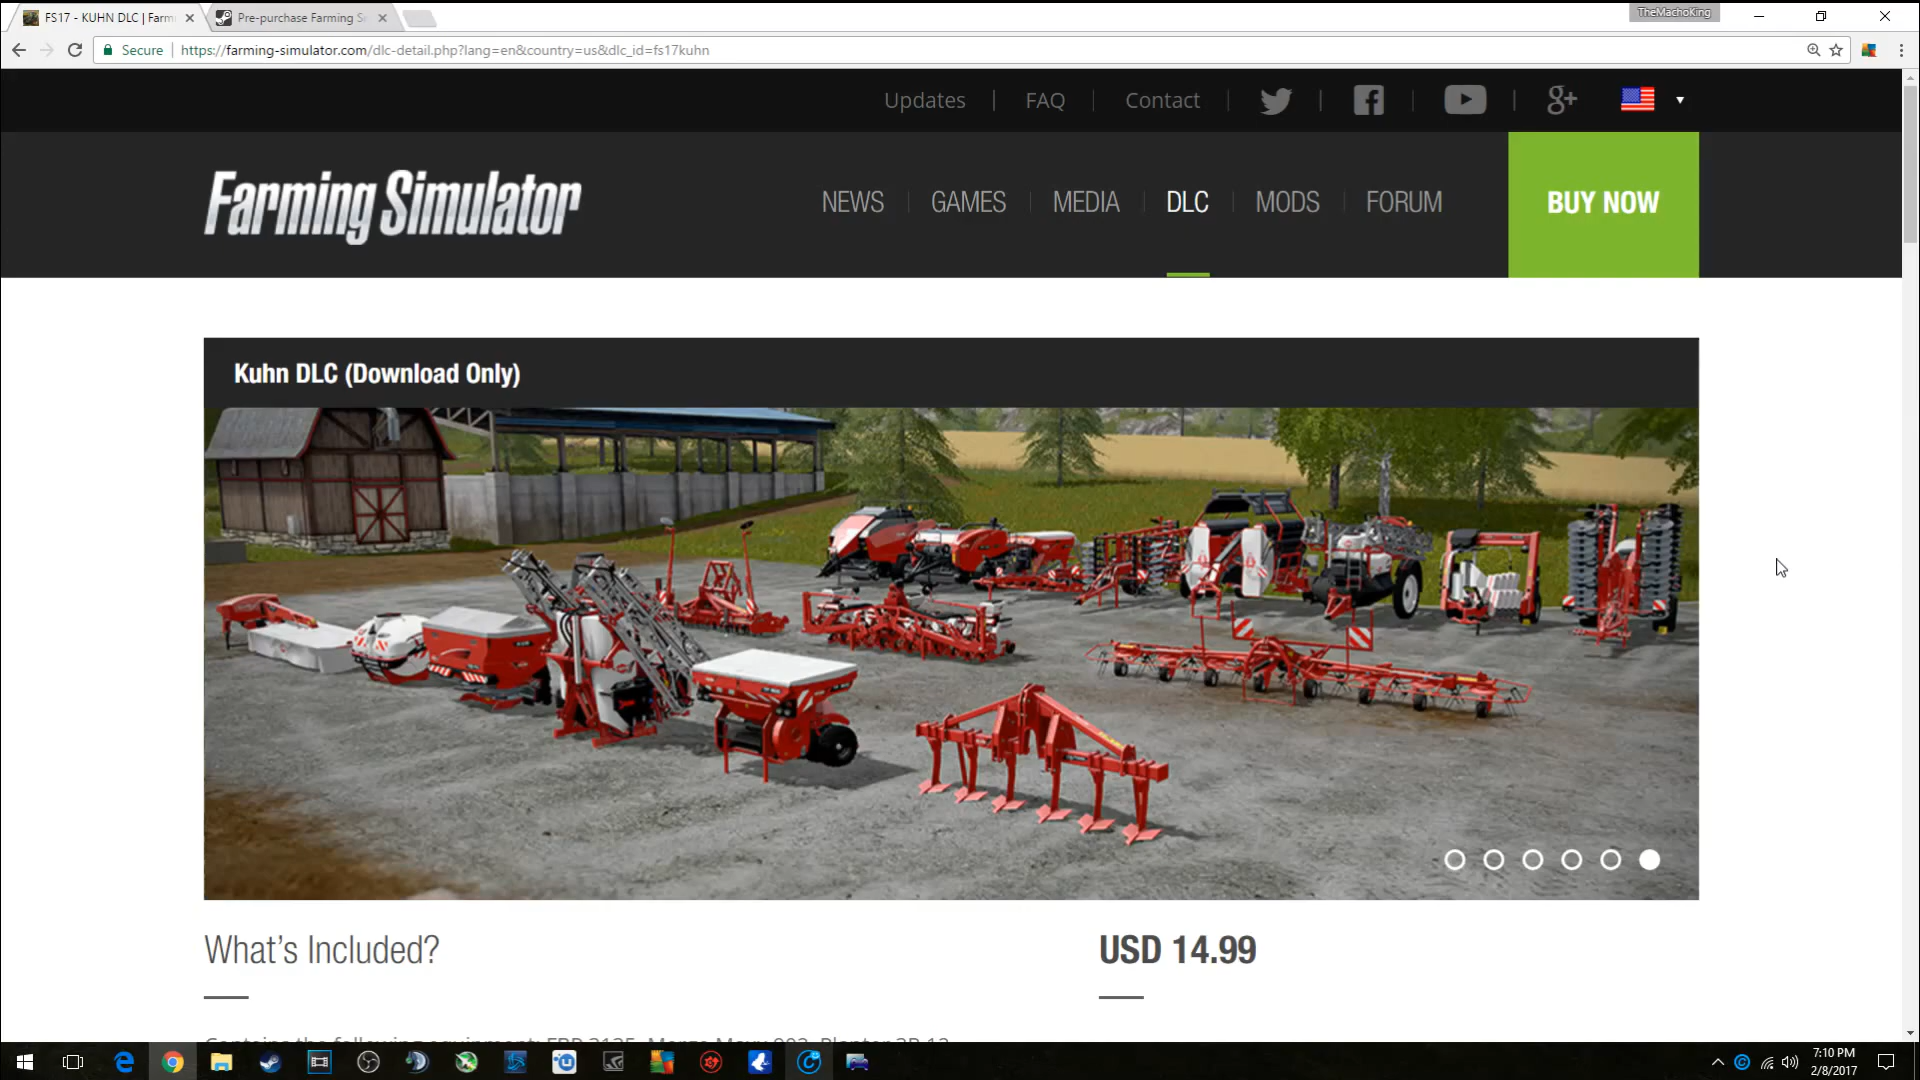 FS17 - KUHN DLC | Farm
Pre-purchase Farming S
TheMachoKing
Secure
https://farming-simulator.com/dlc-detail.php?lang=en&country=us&dlc_id=fs17kuhn
Updates
FAQ
Contact
Farming Simulator
NEWS
GAMES
MEDIA
DLC
MODS
FORUM
BUY NOW
Kuhn DLC (Download Only)
What's Included?
USD 14.99
7:10 PM
2/8/2017